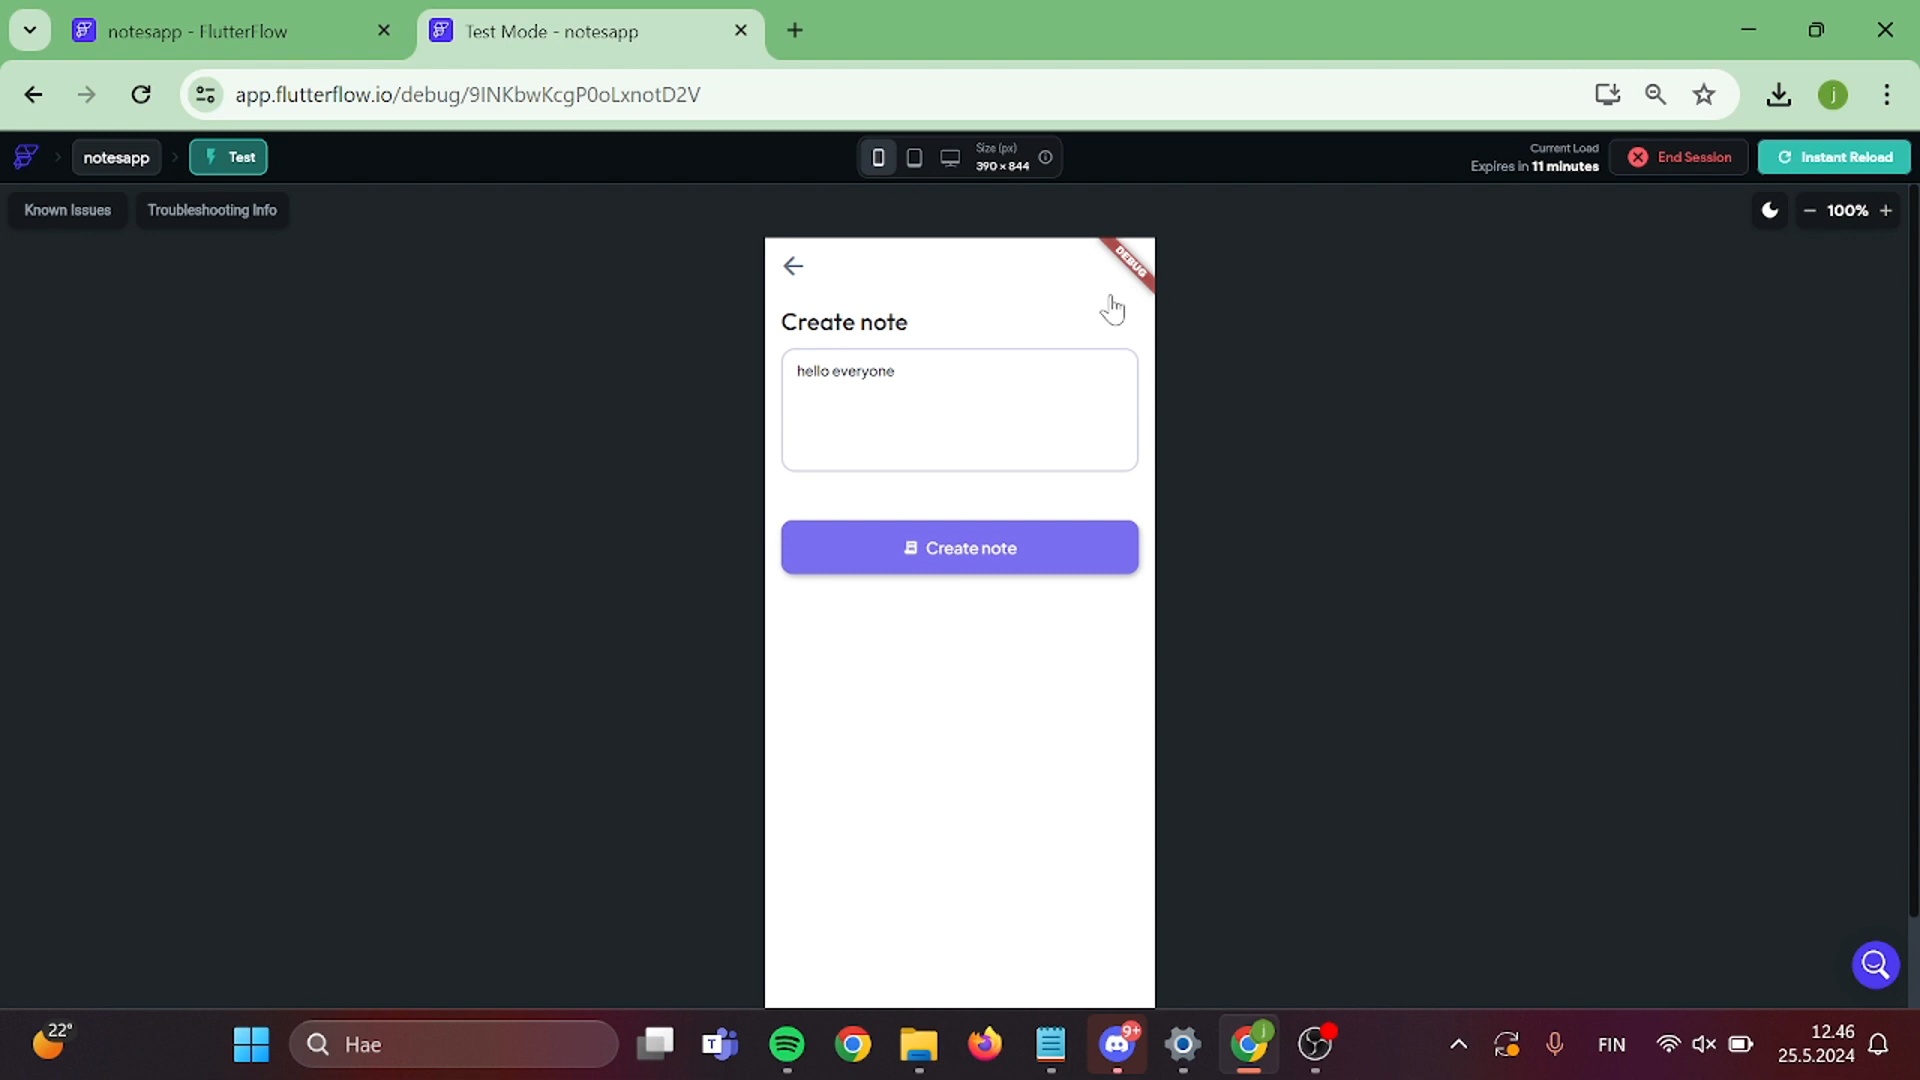 notesapp - FlutterFlow
Test Mode - notesapp
app.flutterflow.io/debug/9INKbwKcgP0oLxnotD2V
j
notesapp
Test
Size (px)
390 × 844
Current Load
Expires in 11 minutes
End Session
Instant Reload
Known Issues
Troubleshooting Info
100%
DEBUG
Create note
hello everyone
Create note
22°
Hae
T
9+
j
FIN
12.46
25.5.2024